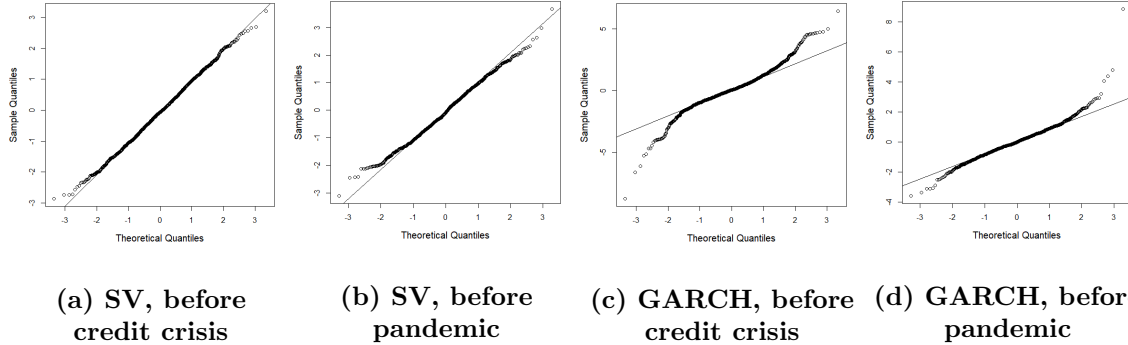 3
2
1
0
-1
-2
-3
Sample Quantiles
-3 -2 -1 0 1 2 3
Theoretical Quantiles
3
2
1
0
-1
-2
-3
Sample Quantiles
-3 -2 -1 0 1 2 3
Theoretical Quantiles
5
0
-5
Sample Quantiles
-3 -2 -1 0 1 2 3
Theoretical Quantiles
8
6
4
2
0
-2
-4
Sample Quantiles
-3 -2 -1 0 1 2 3
Theoretical Quantiles
(a) SV, before
credit crisis
(b) SV, before
pandemic
(c) GARCH, before
credit crisis
(d) GARCH, befor
pandemic